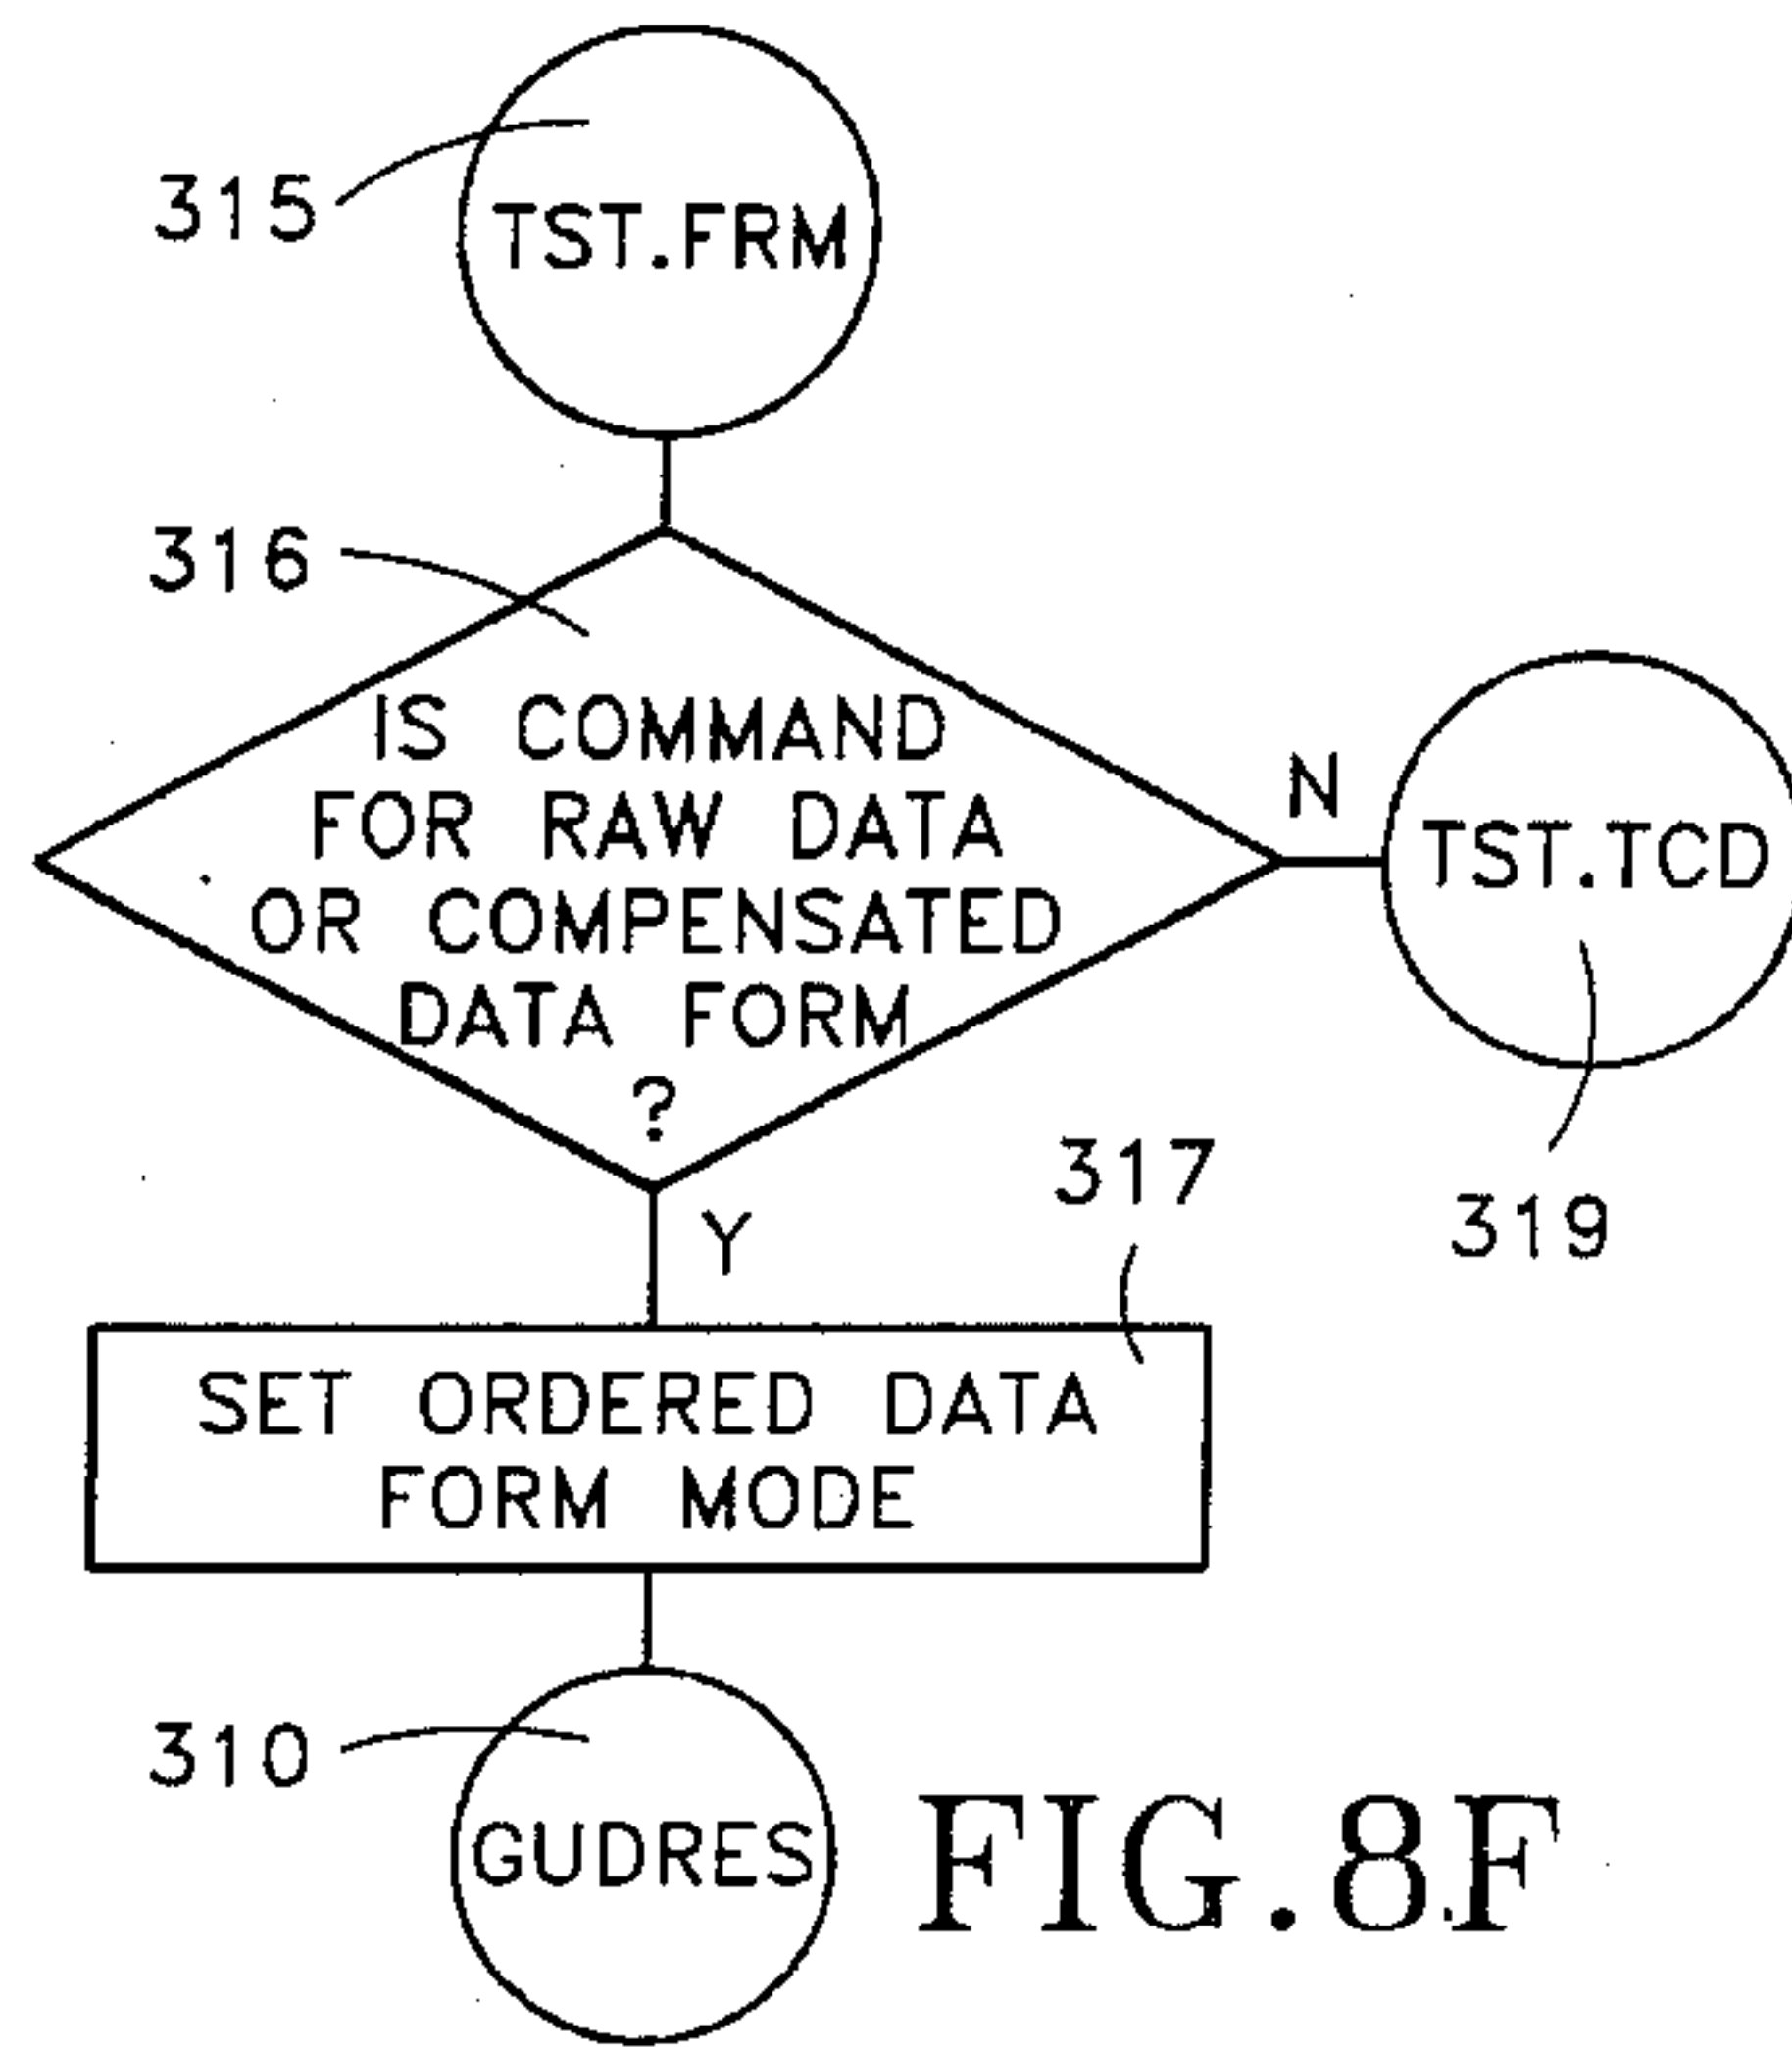 315
TST.FRM
316
IS COMMAND
FOR RAW DATA
OR COMPENSATED
DATA FORM
?
N
TST.TCD
319
Y
317
SET ORDERED DATA
FORM MODE
310
GUDRES
FIG.8F